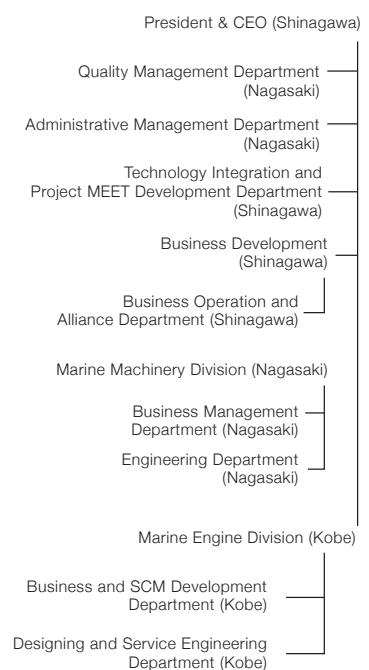 President & CEO (Shinagawa)
Quality Management Department
(Nagasaki)
Administrative Management Department
(Nagasaki)
Technology Integration and
Project MEET Development Department
(Shinagawa)
Business Development
(Shinagawa)
Business Operation and
Alliance Department (Shinagawa)
Marine Machinery Division (Nagasaki)
Business Management
Department (Nagasaki)
Engineering Department
(Nagasaki)
Marine Engine Division (Kobe)
Business and SCM Development
Department (Kobe)
Designing and Service Engineering
Department (Kobe)